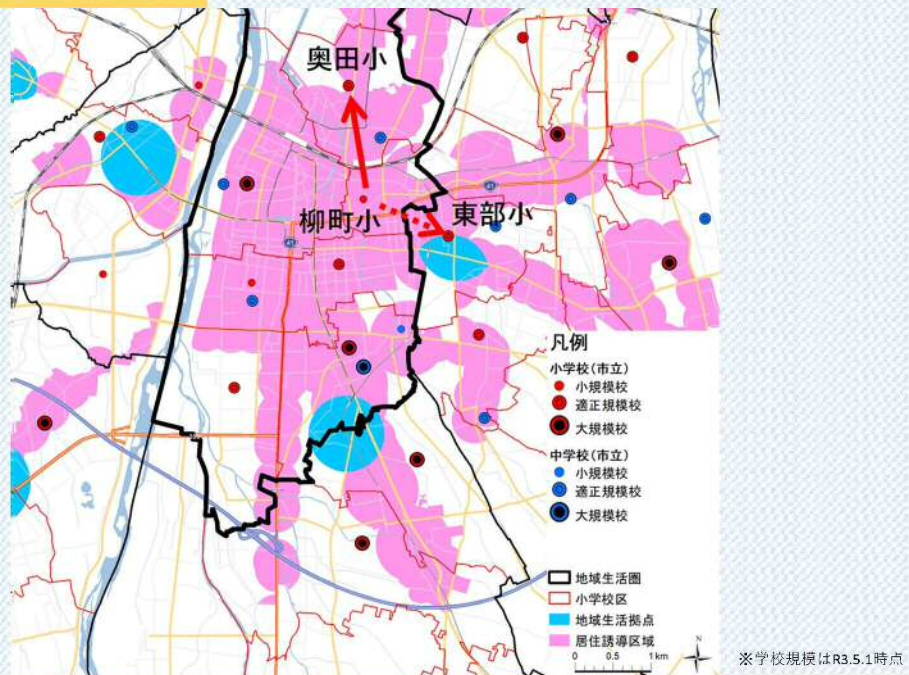 奥田小
柳町小
東部小
41
41
凡例
小学校(市立)
小規模校
適正規模校
大規模校
中学校(市立)
小規模校
適正規模校
大規模校
地域生活圏
小学校区
地域生活拠点
居住誘導区域
N
0 0.5 1km
※学校規模はR3.5.1時点